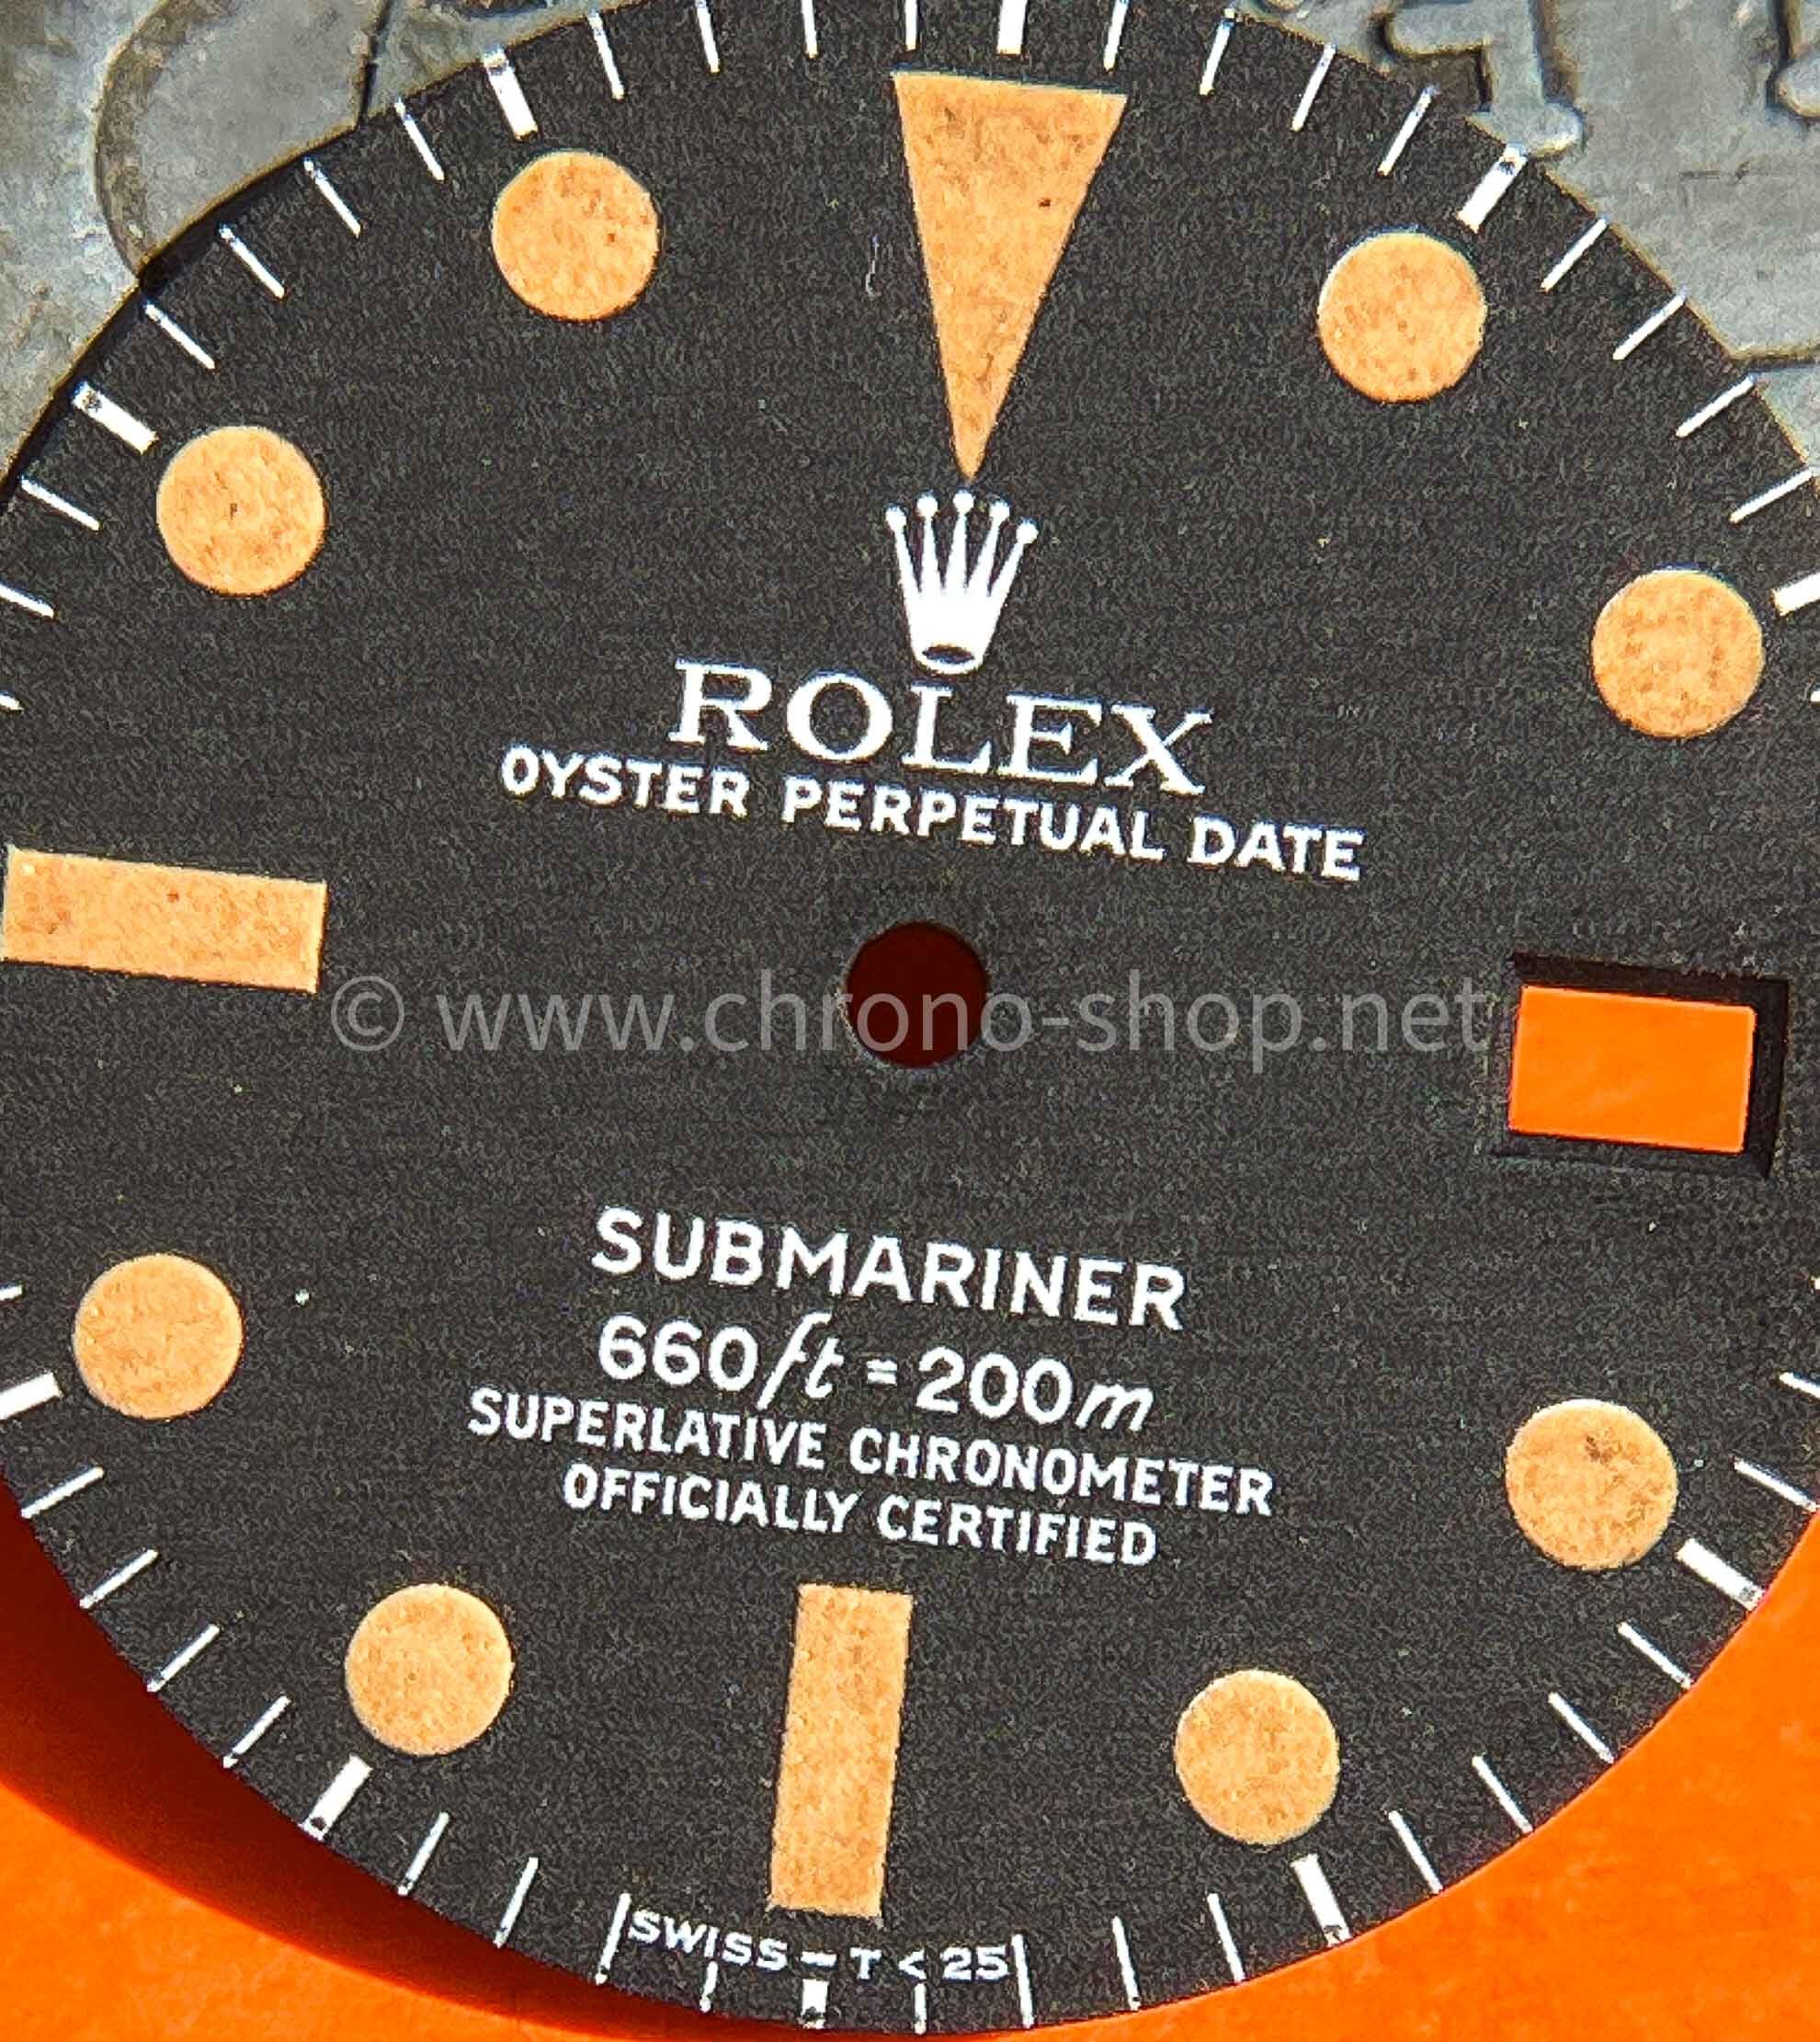 ROLEX
OYSTER PERPETUAL DATE
© www.chrono-shop.net
SUBMARINER
660ft = 200m
SUPERLATIVE CHRONOMETER
OFFICIALLY CERTIFIED
SWISS - T < 25